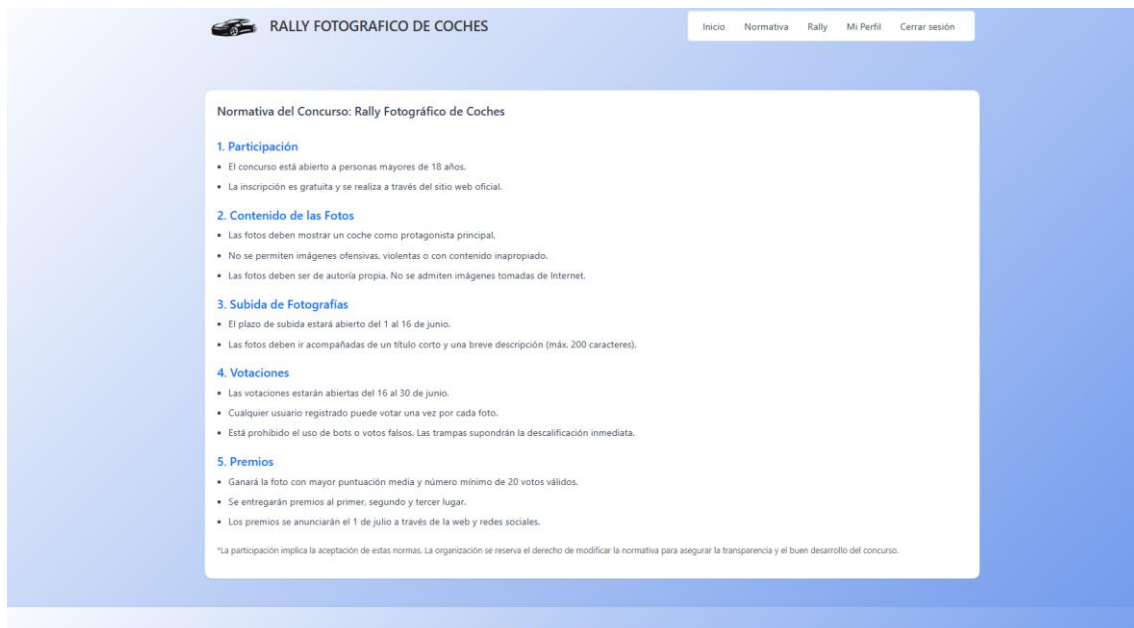 RALLY FOTOGRAFICO DE COCHES
Inicio Normativa Rally Mi Perfil Cerrar sesión
Normativa del Concurso: Rally Fotográfico de Coches
1. Participación
• El concurso está abierto a personas mayores de 18 años.
• La inscripción es gratuita y se realiza a través del sitio web oficial.
2. Contenido de las Fotos
• Las fotos deben mostrar un coche como protagonista principal.
• No se permiten imágenes ofensivas, violentas o con contenido inapropiado.
• Las fotos deben ser de autoría propia. No se admiten imágenes tomadas de Internet.
3. Subida de Fotografías
• El plazo de subida estará abierto del 1 al 16 de junio.
• Las fotos deben ir acompañadas de un título corto y una breve descripción (máx. 200 caracteres).
4. Votaciones
• Las votaciones estarán abiertas del 16 al 30 de junio.
• Cualquier usuario registrado puede votar una vez por cada foto.
• Está prohibido el uso de bots o votos falsos. Las trampas supondrán la descalificación inmediata.
5. Premios
• Ganará la foto con mayor puntuación media y número mínimo de 20 votos válidos.
• Se entregarán premios al primer, segundo y tercer lugar.
• Los premios se anunciarán el 1 de julio a través de la web y redes sociales.
*La participación implica la aceptación de estas normas. La organización se reserva el derecho de modificar la normativa para asegurar la transparencia y el buen desarrollo del concurso.